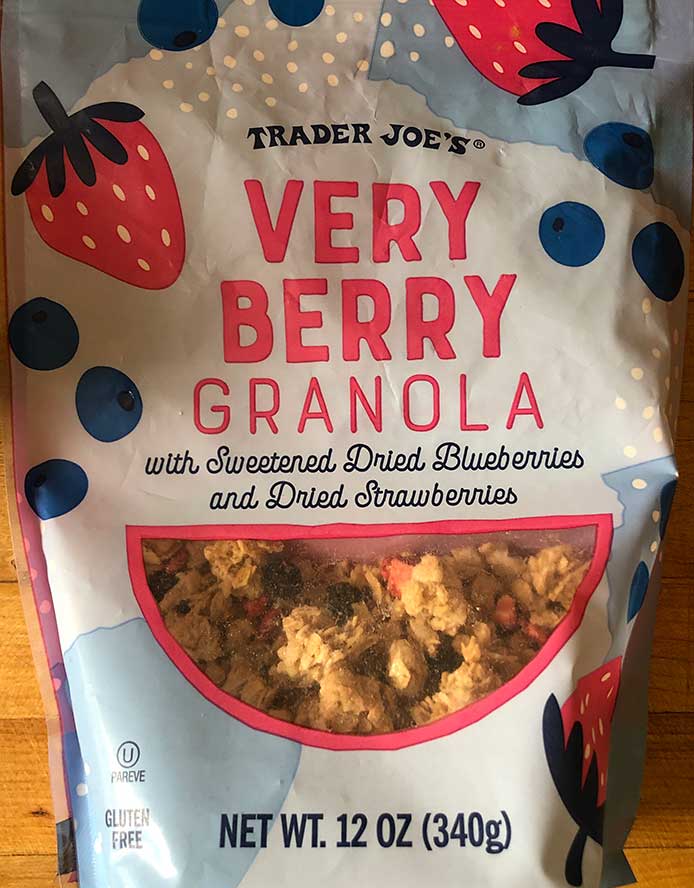 TRADER JOE'S®
VERY
BERRY
GRANOLA
with Sweetened Dried Blueberries
and Dried Strawberries
U
PAREVE
GLUTEN
FREE
NET WT. 12 OZ (340g)